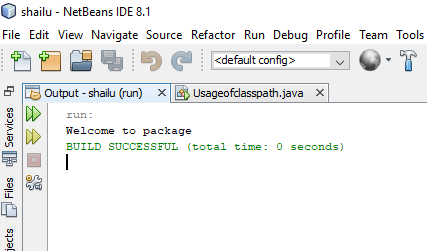 shailu - NetBeans IDE 8.1
File Edit View Navigate Source Refactor Run Debug Profile Team Tools
<default config>
Output - shailu (run) Usageofclasspath.java
run:
Welcome to package
BUILD SUCCESSFUL (total time: 0 seconds)
Services
Files